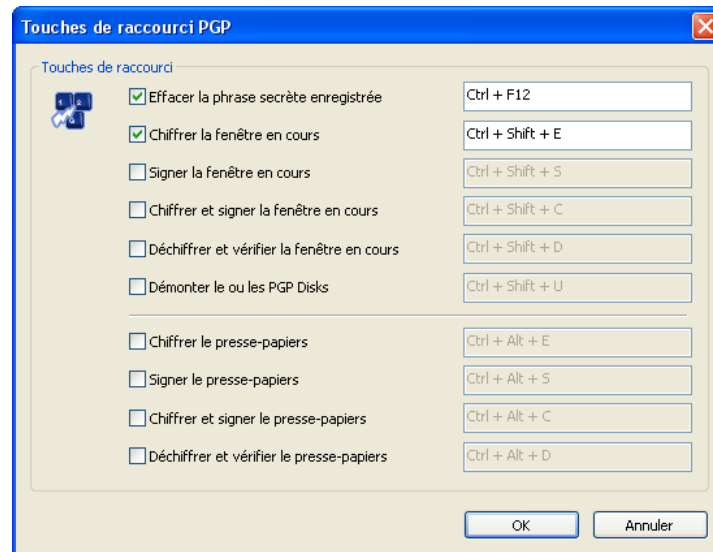 Touches de raccourci PGP
Touches de raccourci
Effacer la phrase secrète enregistrée Ctrl + F12
Chiffrer la fenêtre en cours Ctrl + Shift + E
Signer la fenêtre en cours Ctrl + Shift + S
Chiffrer et signer la fenêtre en cours Ctrl + Shift + C
Déchiffrer et vérifier la fenêtre en cours Ctrl + Shift + D
Démonter le ou les PGP Disks Ctrl + Shift + U
Chiffrer le presse-papiers Ctrl + Alt + E
Signer le presse-papiers Ctrl + Alt + S
Chiffrer et signer le presse-papiers Ctrl + Alt + C
Déchiffrer et vérifier le presse-papiers Ctrl + Alt + D
OK Annuler